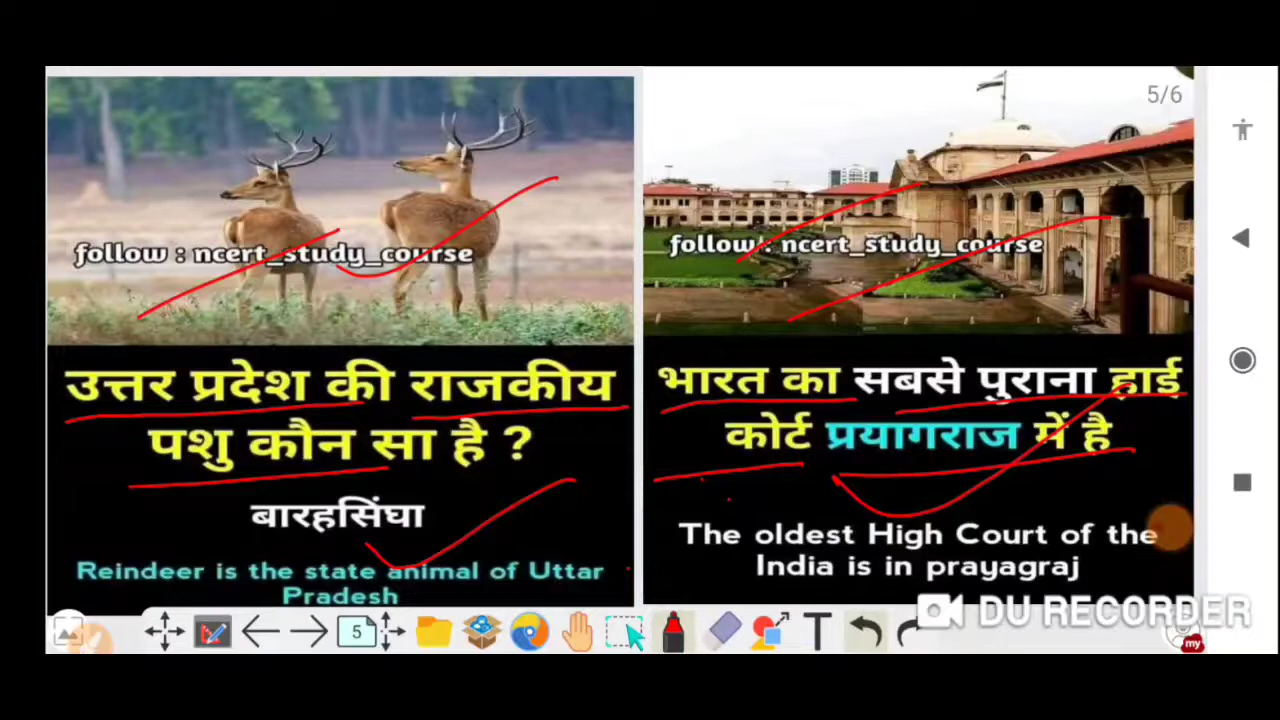 follow : ncert_study_course
उत्तर प्रदेश की राजकीय
पशु कौन सा है ?
बारहसिंघा
Reindeer is the state animal of Uttar
Pradesh
5/6
follow : ncert_study_course
भारत का सबसे पुराना हाई
कोर्ट प्रयागराज में है
The oldest High Court of the
India is in prayagraj
DU RECORDER
5
T
my